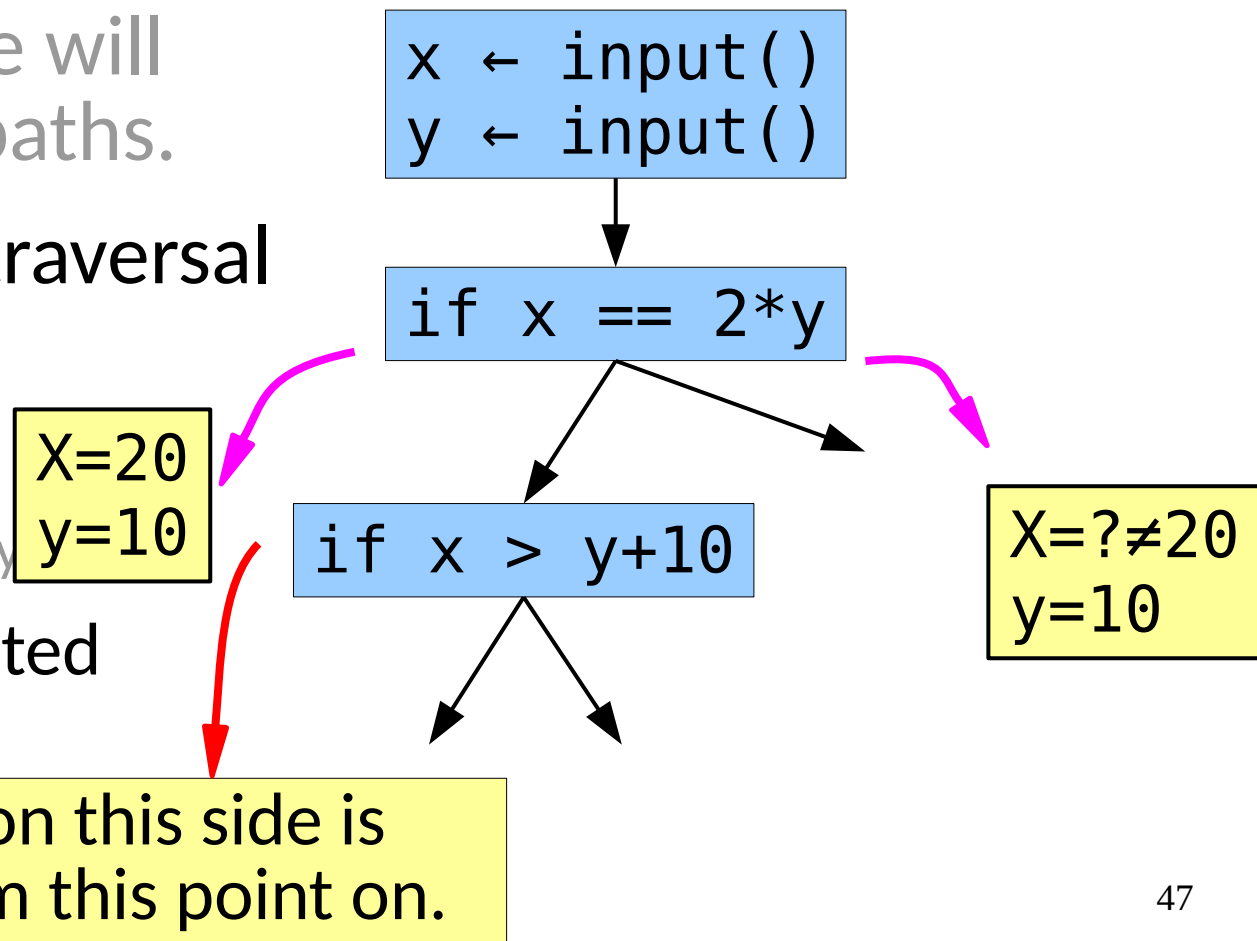 e will
paths.
traversal
x ← input()
y ← input()
if x == 2*y
X=20
y=10
if x > y+10
X=?≠20
y=10
y
ted
on this side is
m this point on.
47